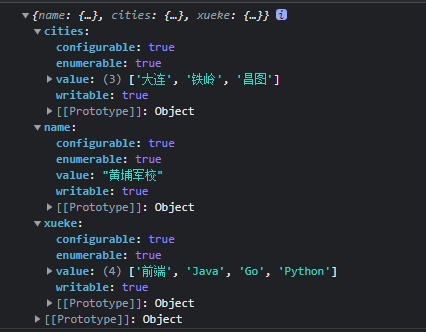 {name: {…}, cities: {…}, xueke: {…}} i
cities:
configurable: true
enumerable: true
value: (3) ['大连', '铁岭', '昌图']
writable: true
[[Prototype]]: Object
name:
configurable: true
enumerable: true
value: "黄埔军校"
writable: true
[[Prototype]]: Object
xueke:
configurable: true
enumerable: true
value: (4) ['前端', 'Java', 'Go', 'Python']
writable: true
[[Prototype]]: Object
[[Prototype]]: Object